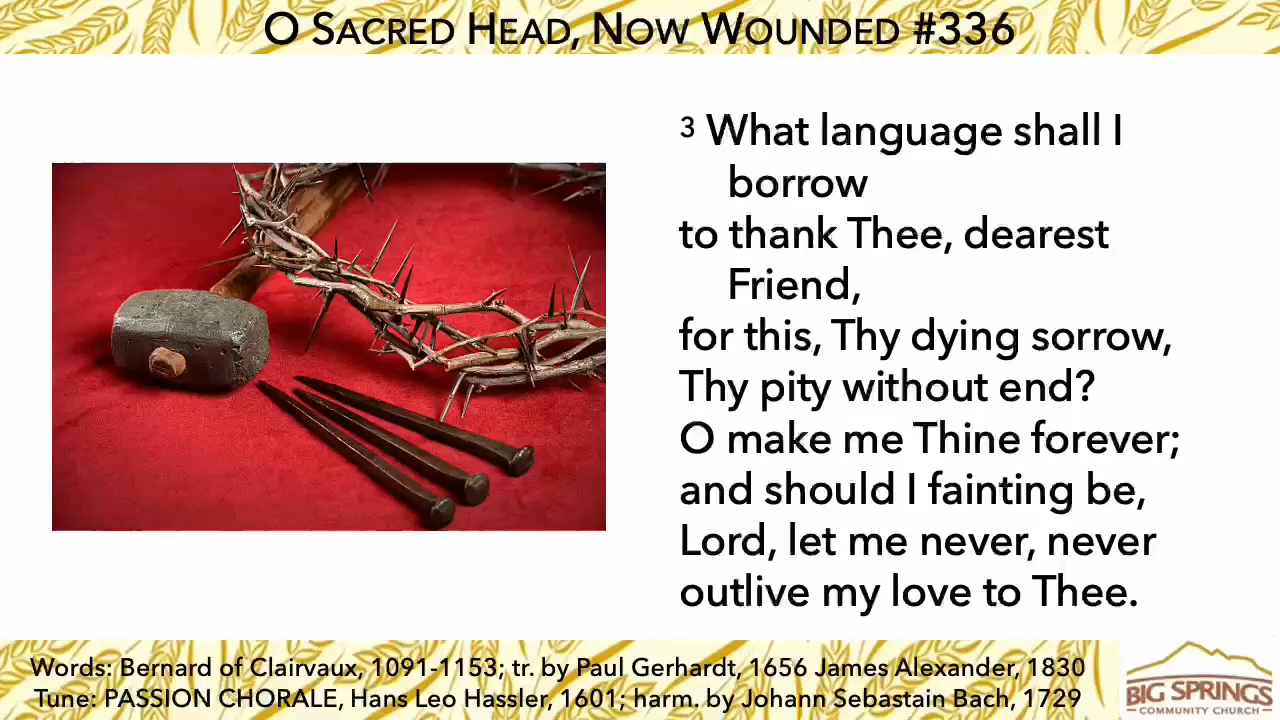 O SACRED HEAD, NOW WOUNDED #336
3 What language shall I
borrow
to thank Thee, dearest
Friend,
for this, Thy dying sorrow,
Thy pity without end?
O make me Thine forever;
and should I fainting be,
Lord, let me never, never
outlive my love to Thee.
Words: Bernard of Clairvaux, 1091-1153; tr. by Paul Gerhardt, 1656 James Alexander, 1830
Tune: PASSION CHORALE, Hans Leo Hassler, 1601; harm. by Johann Sebastain Bach, 1729
BIG SPRINGS
COMMUNITY CHURCH